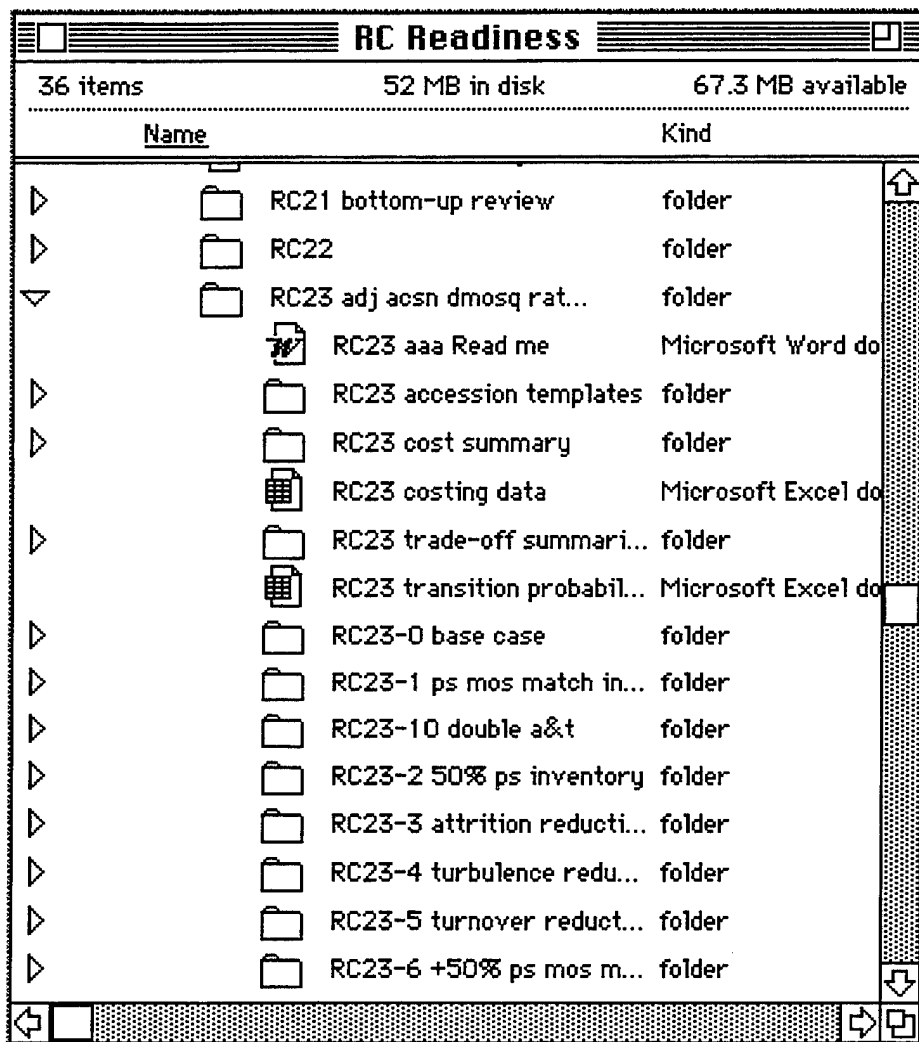 RC Readiness
36 items 52 MB in disk 67.3 MB available
Name Kind
RC21 bottom-up review folder
RC22 folder
RC23 adj acsn dmosq rat... folder
RC23 aaa Read me Microsoft Word do
RC23 accession templates folder
RC23 cost summary folder
RC23 costing data Microsoft Excel do
RC23 trade-off summari... folder
RC23 transition probabil... Microsoft Excel do
RC23-0 base case folder
RC23-1 ps mos match in... folder
RC23-10 double a&t folder
RC23-2 50% ps inventory folder
RC23-3 attrition reducti... folder
RC23-4 turbulence redu... folder
RC23-5 turnover reduct... folder
RC23-6 +50% ps mos m... folder